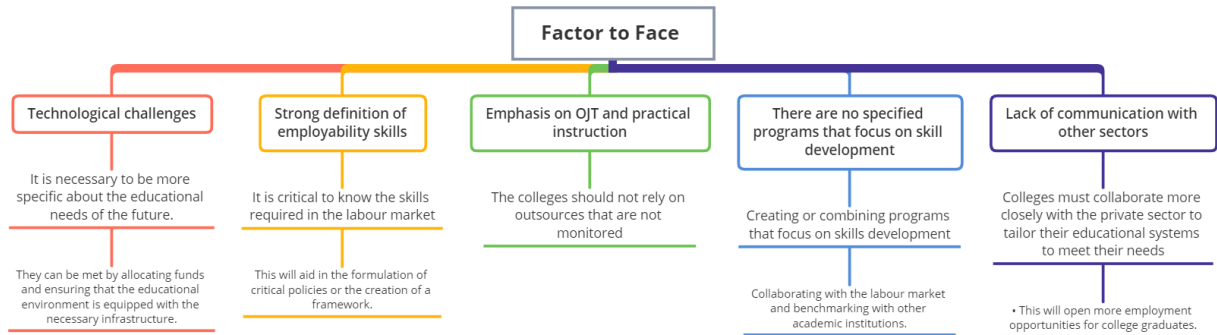 Factor to Face
Technological challenges
It is necessary to be more
specific about the educational
needs of the future.
They can be met by allocating funds
and ensuring that the educational
environment is equipped with the
necessary infrastructure.
Strong definition of
employability skills
It is critical to know the skills
required in the labour market
This will aid in the formulation of
critical policies or the creation of a
framework.
Emphasis on OJT and practical
instruction
The colleges should not rely on
outsources that are not
monitored
There are no specified
programs that focus on skill
development
Creating or combining programs
that focus on skills development
Collaborating with the labour market
and benchmarking with other
academic institutions.
Lack of communication with
other sectors
Colleges must collaborate more
closely with the private sector to
tailor their educational systems
to meet their needs
• This will open more employment
opportunities for college graduates.